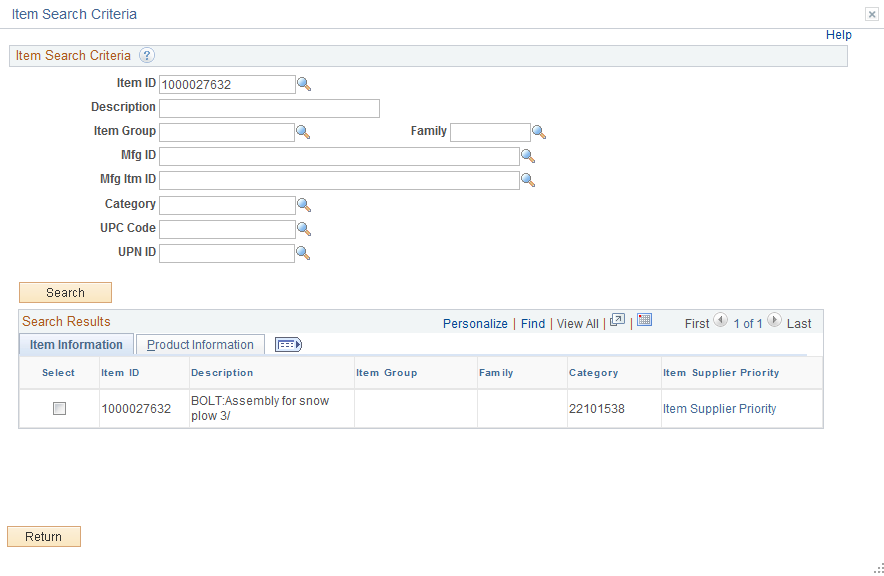 Item Search Criteria
Help
Item Search Criteria ?
Item ID 1000027632
Description
Item Group Family
Mfg ID
Mfg Itm ID
Category
UPC Code
UPN ID
Search
Search Results Personalize | Find | View All | | First 1 of 1 Last
Item Information Product Information
Select Item ID Description Item Group Family Category Item Supplier Priority
1000027632 BOLT:Assembly for snow 22101538 Item Supplier Priority
plow 3/
Return